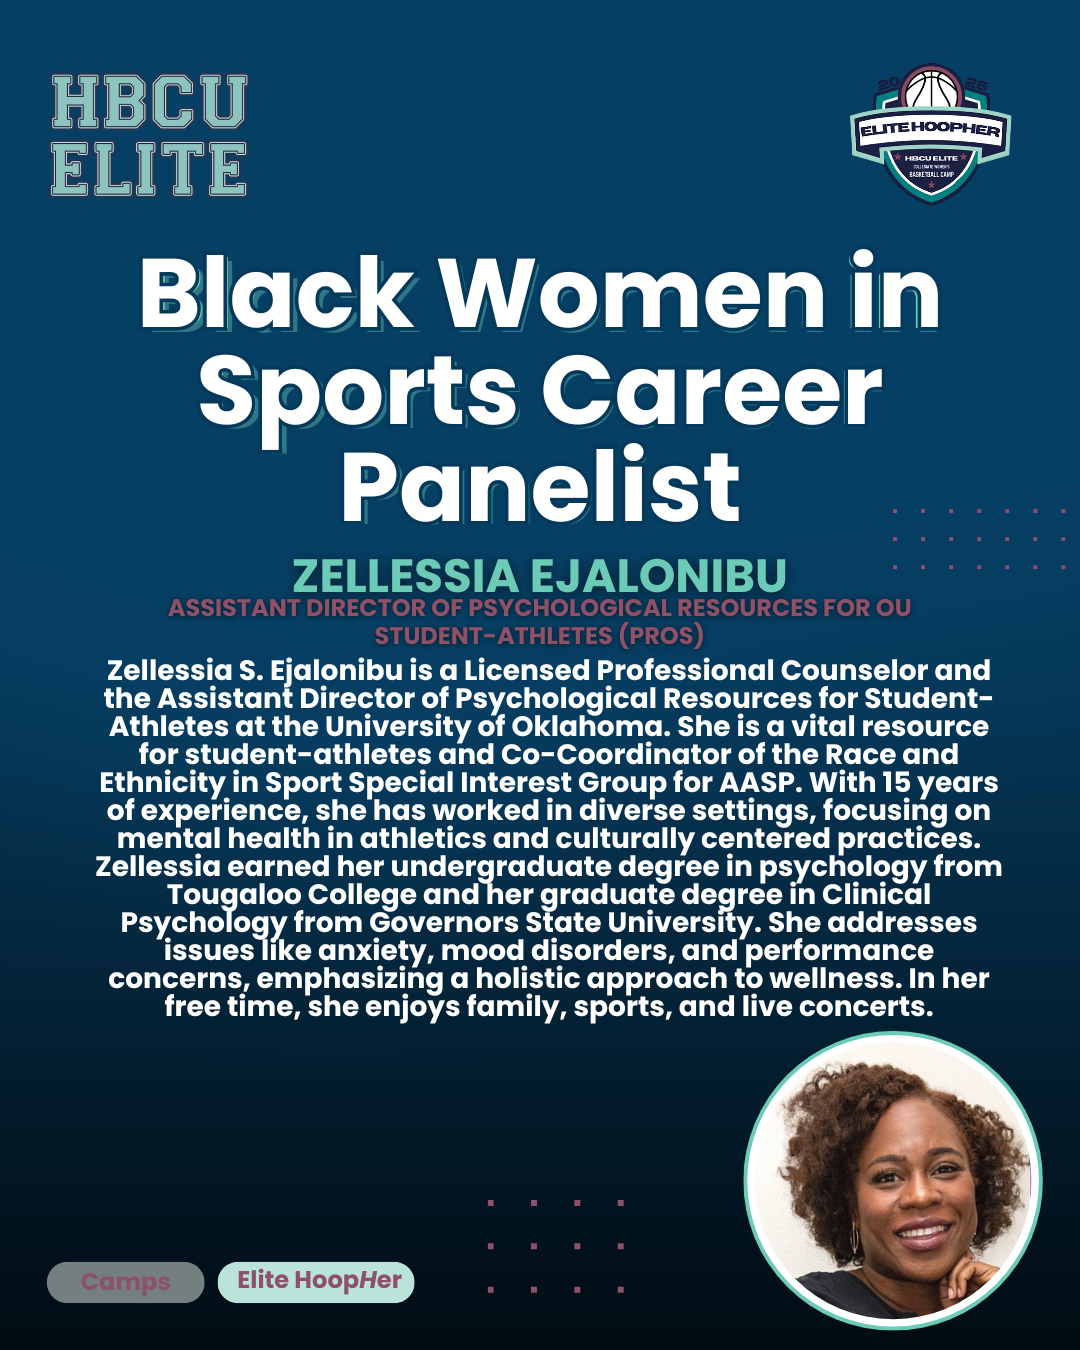 HBCU
ELITE
20 25
ELITE HOOPHER
HBCU ELITE
COLLEGIATE WOMEN'S
BASKETBALL CAMP
Black Women in
Sports Career
Panelist
ZELLESSIA EJALONIBU
ASSISTANT DIRECTOR OF PSYCHOLOGICAL RESOURCES FOR OU
STUDENT-ATHLETES (PROS)
Zellessia S. Ejalonibu is a Licensed Professional Counselor and
the Assistant Director of Psychological Resources for Student-
Athletes at the University of Oklahoma. She is a vital resource
for student-athletes and Co-Coordinator of the Race and
Ethnicity in Sport Special Interest Group for AASP. With 15 years
of experience, she has worked in diverse settings, focusing on
mental health in athletics and culturally centered practices.
Zellessia earned her undergraduate degree in psychology from
Tougaloo College and her graduate degree in Clinical
Psychology from Governors State University. She addresses
issues like anxiety, mood disorders, and performance
concerns, emphasizing a holistic approach to wellness. In her
free time, she enjoys family, sports, and live concerts.
Camps
Elite HoopHer